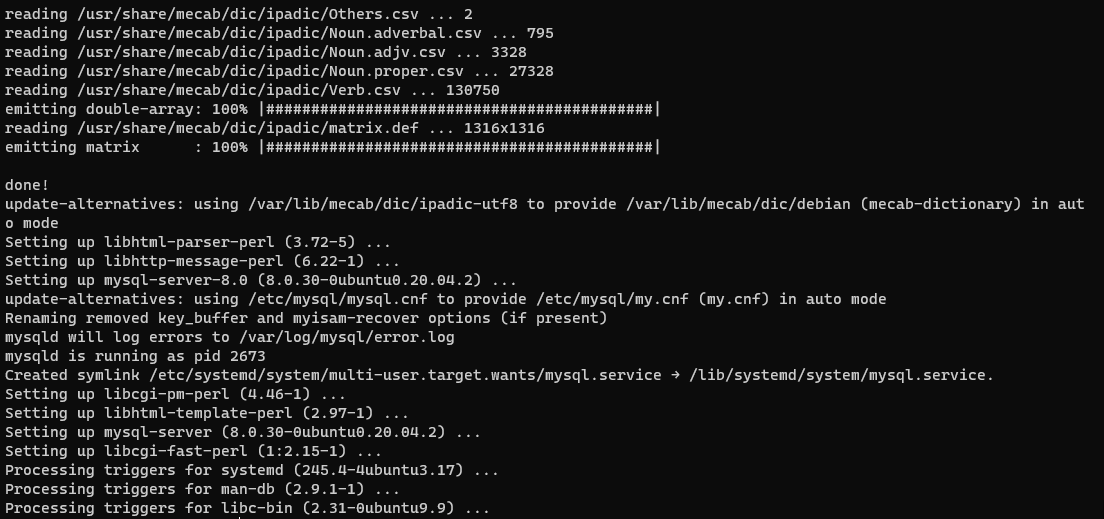 reading /usr/share/mecab/dic/ipadic/Others.csv ... 2
reading /usr/share/mecab/dic/ipadic/Noun.adverbal.csv ... 795
reading /usr/share/mecab/dic/ipadic/Noun.adjv.csv ... 3328
reading /usr/share/mecab/dic/ipadic/Noun.proper.csv ... 27328
reading /usr/share/mecab/dic/ipadic/Verb.csv ... 130750
emitting double-array: 100% |###########################################|
reading /usr/share/mecab/dic/ipadic/matrix.def ... 1316x1316
emitting matrix      : 100% |###########################################|
done!
update-alternatives: using /var/lib/mecab/dic/ipadic-utf8 to provide /var/lib/mecab/dic/debian (mecab-dictionary) in aut
o mode
Setting up libhtml-parser-perl (3.72-5) ...
Setting up libhttp-message-perl (6.22-1) ...
Setting up mysql-server-8.0 (8.0.30-0ubuntu0.20.04.2) ...
update-alternatives: using /etc/mysql/mysql.cnf to provide /etc/mysql/my.cnf (my.cnf) in auto mode
Renaming removed key_buffer and myisam-recover options (if present)
mysqld will log errors to /var/log/mysql/error.log
mysqld is running as pid 2673
Created symlink /etc/systemd/system/multi-user.target.wants/mysql.service → /lib/systemd/system/mysql.service.
Setting up libcgi-pm-perl (4.46-1) ...
Setting up libhtml-template-perl (2.97-1) ...
Setting up mysql-server (8.0.30-0ubuntu0.20.04.2) ...
Setting up libcgi-fast-perl (1:2.15-1) ...
Processing triggers for systemd (245.4-4ubuntu3.17) ...
Processing triggers for man-db (2.9.1-1) ...
Processing triggers for libc-bin (2.31-0ubuntu9.9) ...